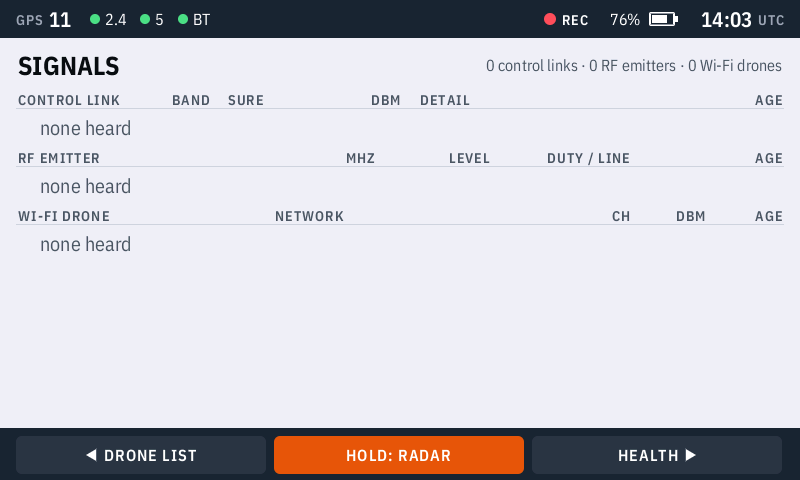 GPS 11 2.4 5 BT REC 76% 14:03 UTC
SIGNALS 0 control links · 0 RF emitters · 0 Wi-Fi drones
CONTROL LINK BAND SURE DBM DETAIL AGE
none heard
RF EMITTER MHZ LEVEL DUTY / LINE AGE
none heard
WI-FI DRONE NETWORK CH DBM AGE
none heard
◀ DRONE LIST HOLD: RADAR HEALTH ▶